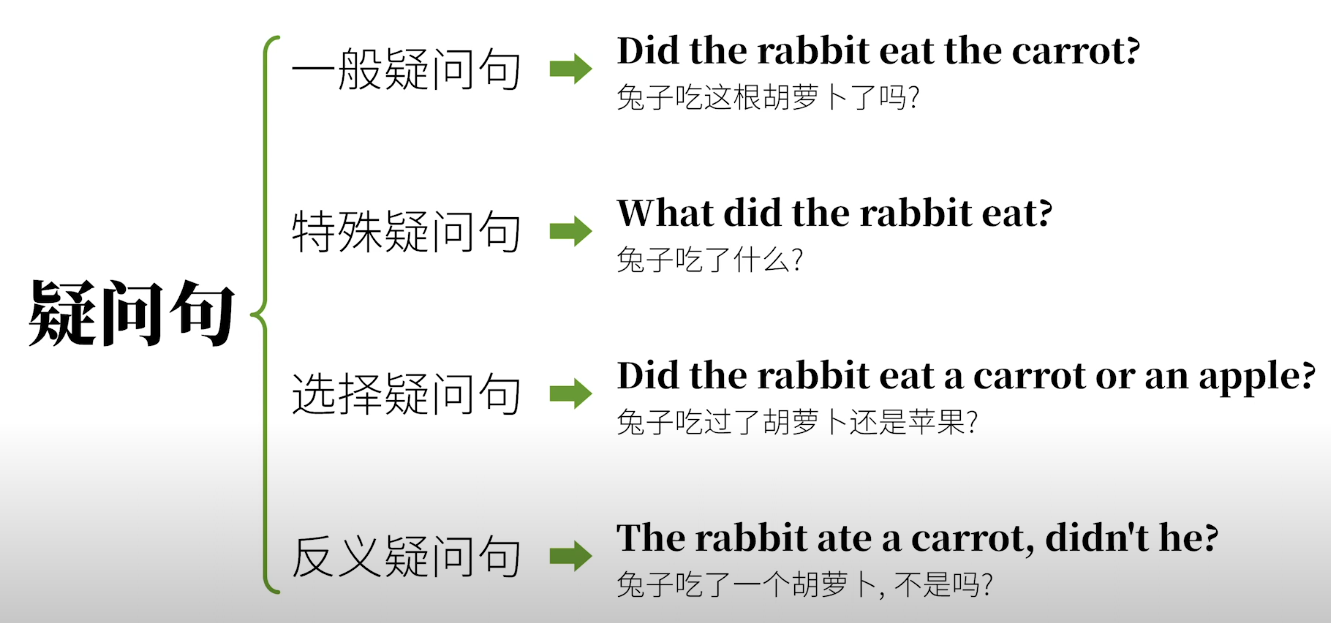 疑问句
一般疑问句
Did the rabbit eat the carrot?
兔子吃这根胡萝卜了吗?
特殊疑问句
What did the rabbit eat?
兔子吃了什么?
选择疑问句
Did the rabbit eat a carrot or an apple?
兔子吃过了胡萝卜还是苹果?
反义疑问句
The rabbit ate a carrot, didn't he?
兔子吃了一个胡萝卜, 不是吗?